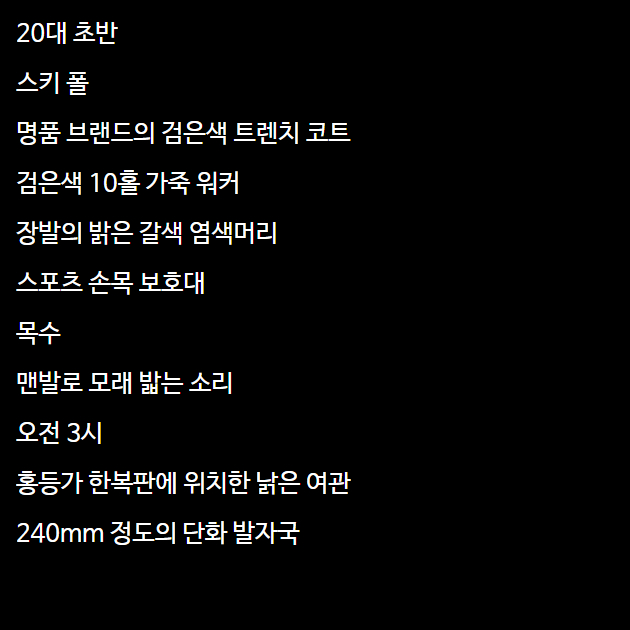 20대 초반
스키 폴
명품 브랜드의 검은색 트렌치 코트
검은색 10홀 가죽 워커
장발의 밝은 갈색 염색머리
스포츠 손목 보호대
목수
맨발로 모래 밟는 소리
오전 3시
홍등가 한복판에 위치한 낡은 여관
240mm 정도의 단화 발자국